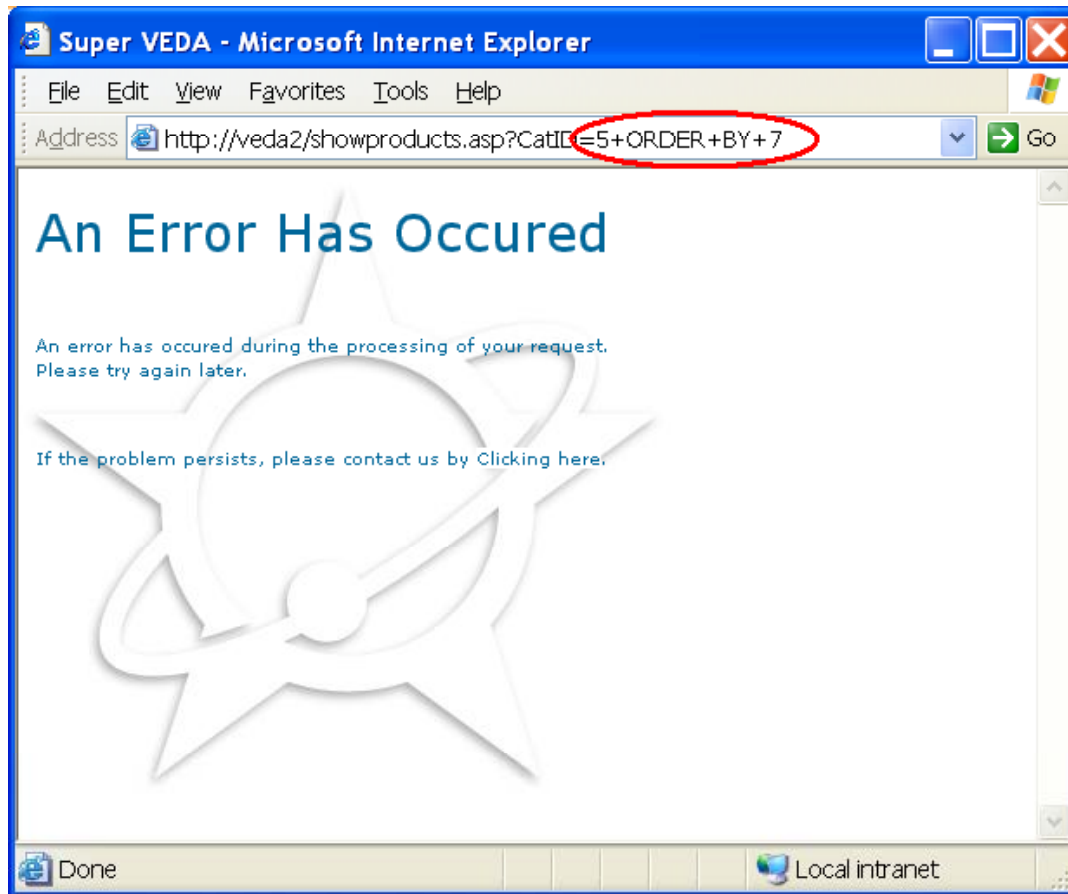 Super VEDA - Microsoft Internet Explorer
File Edit View Favorites Tools Help
Address http://veda2/showproducts.asp?CatID=5+ORDER+BY+7 Go
An Error Has Occured
An error has occured during the processing of your request.
Please try again later.
If the problem persists, please contact us by Clicking here.
Done Local intranet